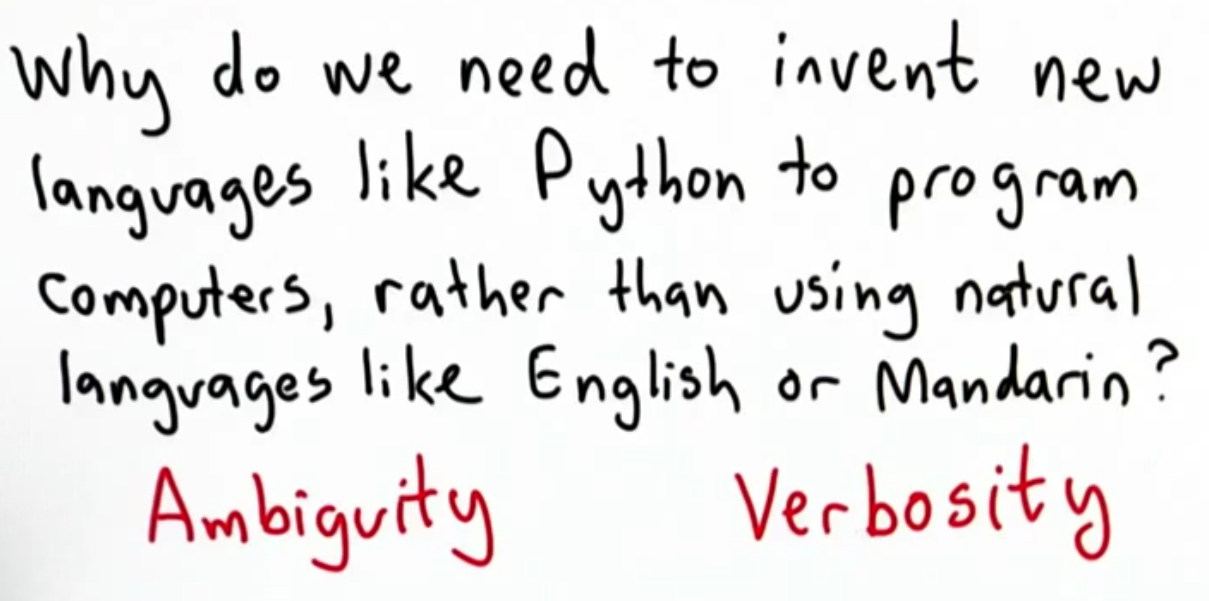 Why do we need to invent new
languages like Python to program
computers, rather than using natural
languages like English or Mandarin?
Ambiguity Verbosity